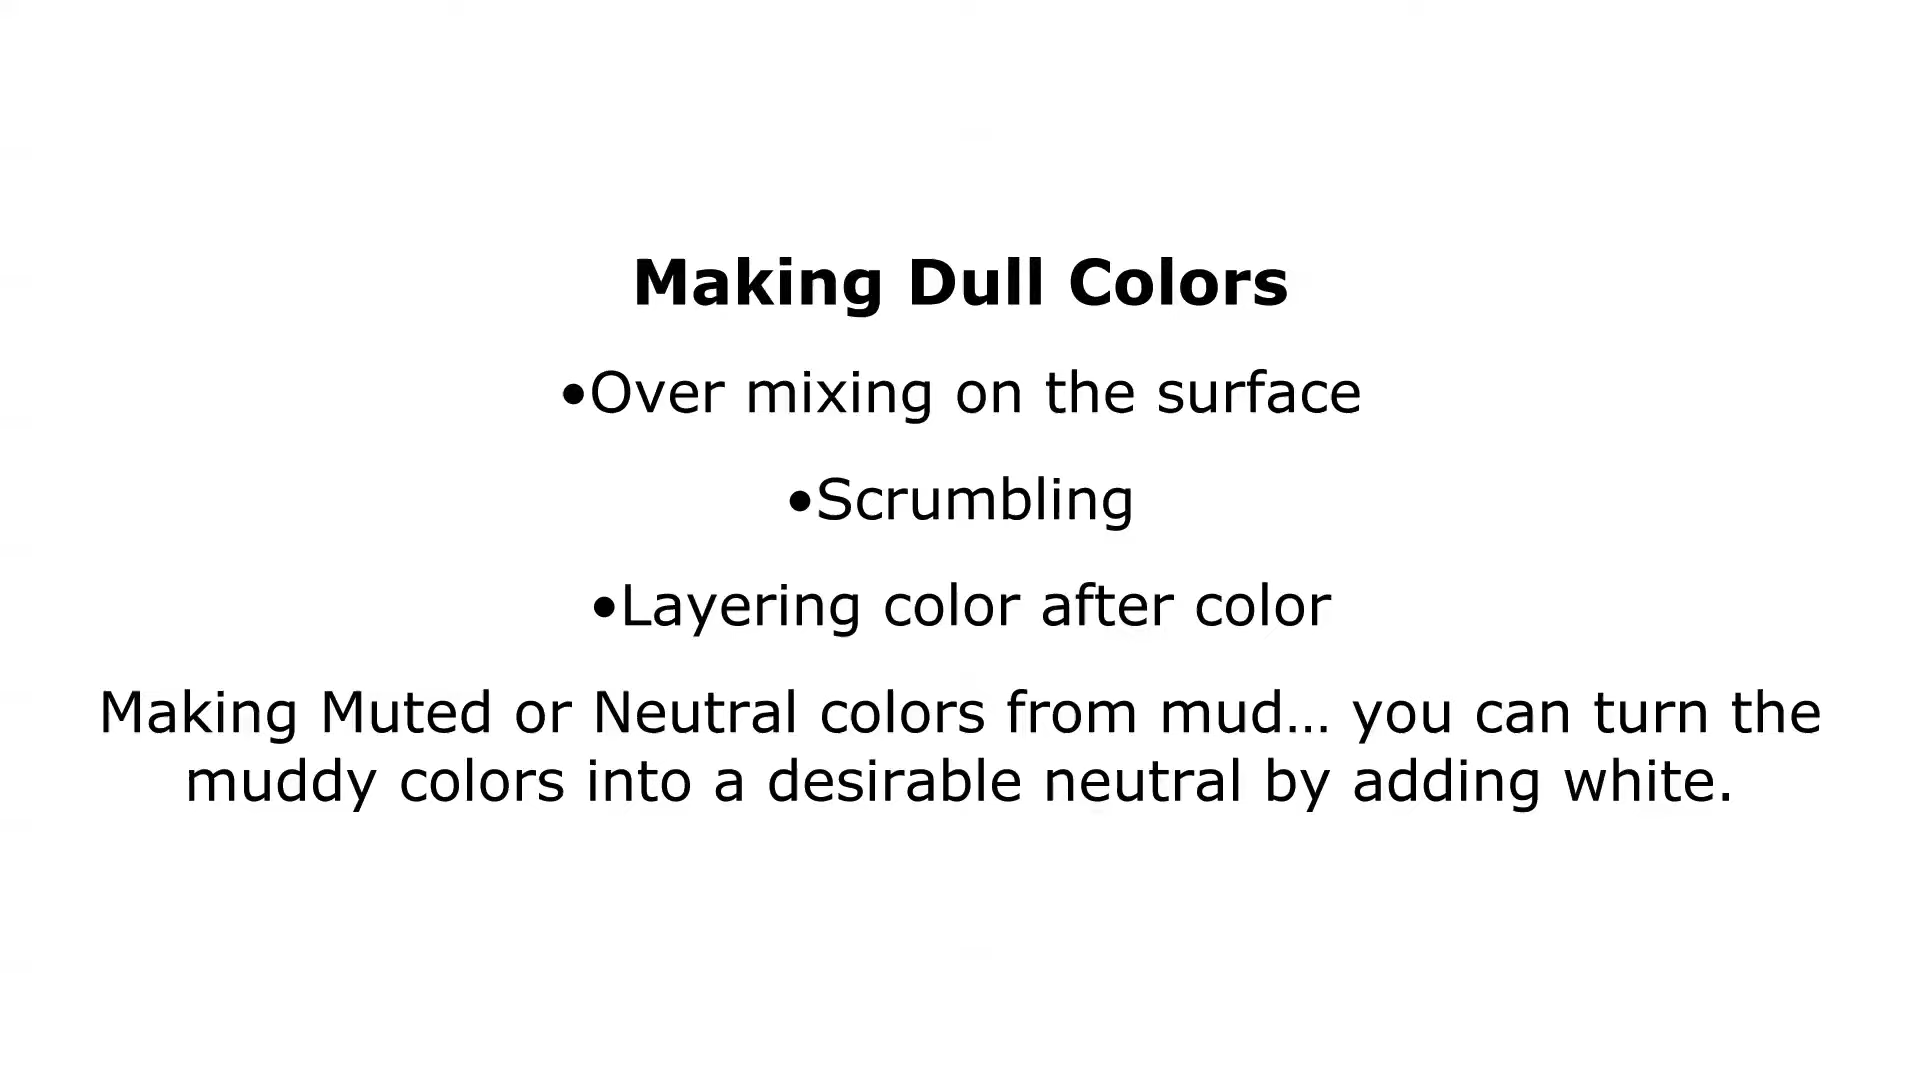 Making Dull Colors
•Over mixing on the surface
•Scrumbling
•Layering color after color
Making Muted or Neutral colors from mud... you can turn the
muddy colors into a desirable neutral by adding white.